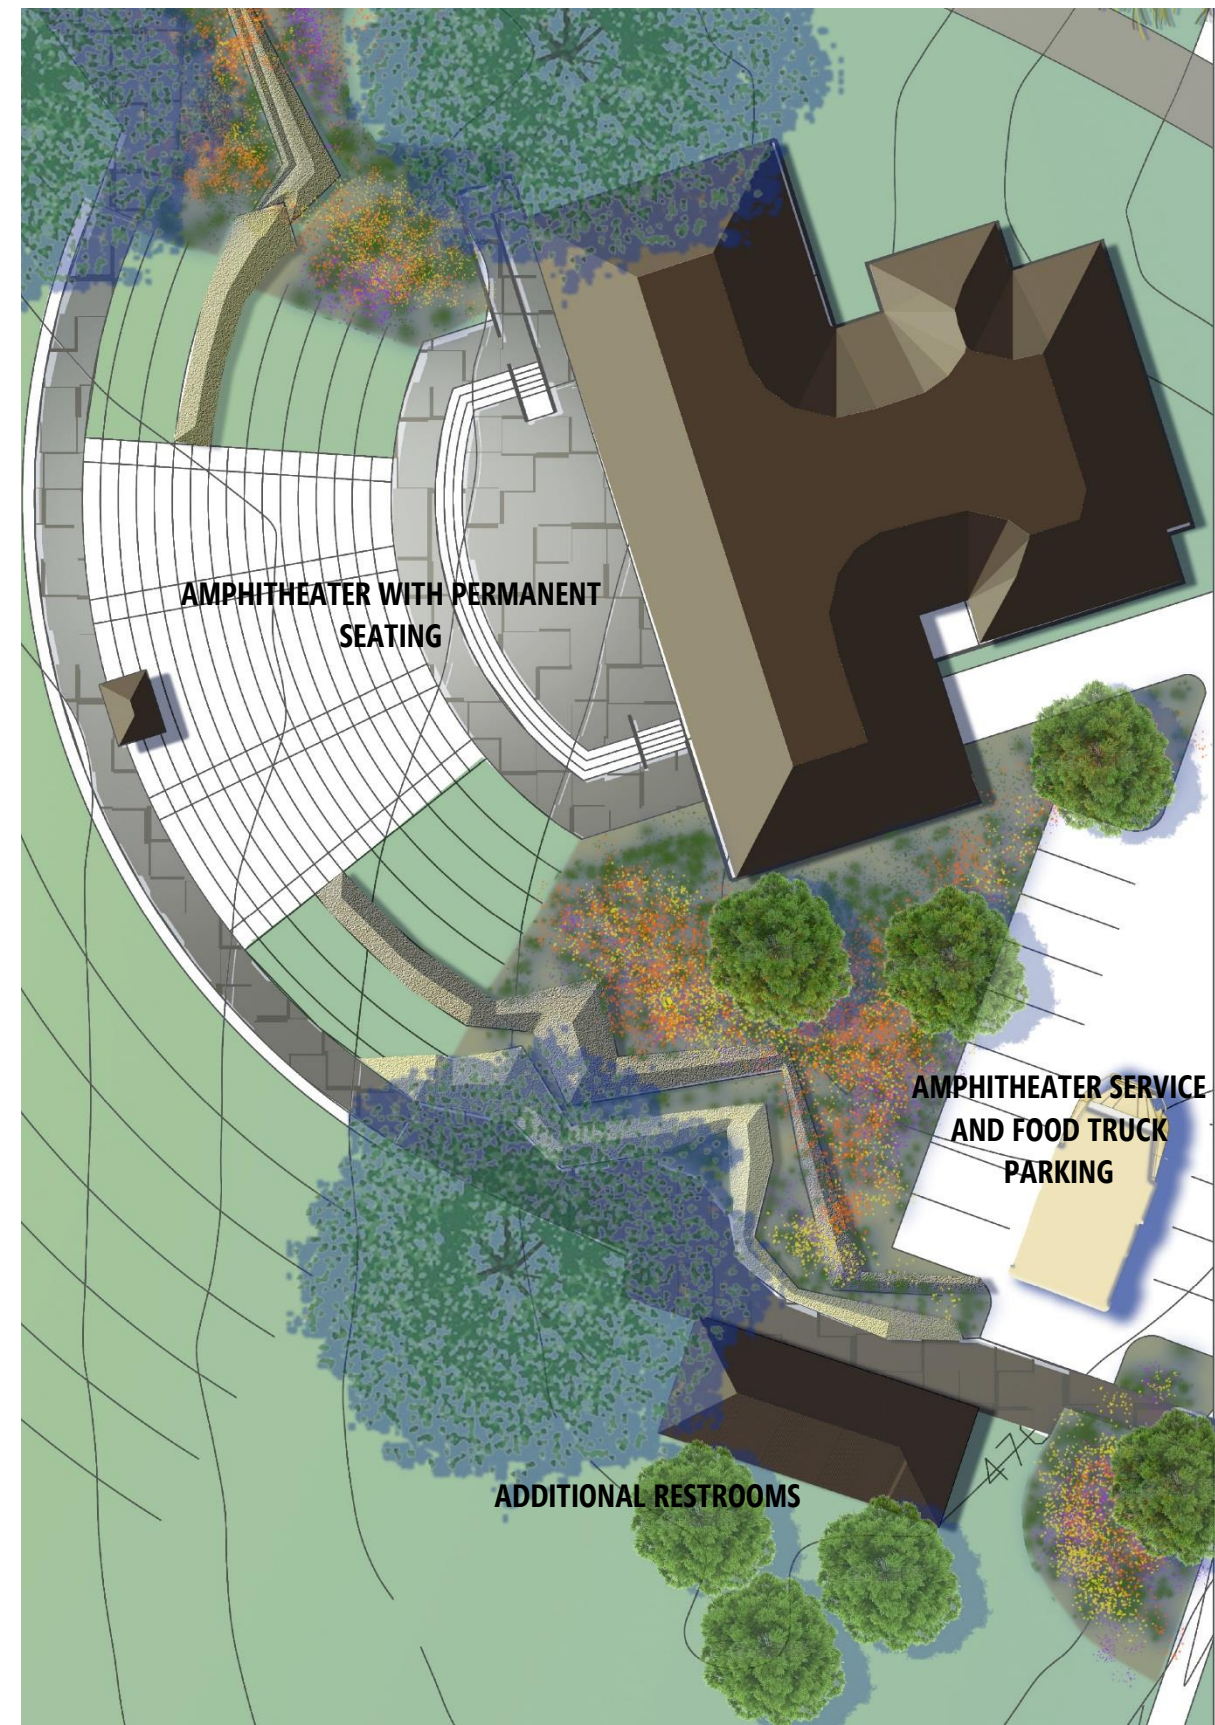 AMPHITHEATER WITH PERMANENT
SEATING
AMPHITHEATER SERVICE
AND FOOD TRUCK
PARKING
ADDITIONAL RESTROOMS